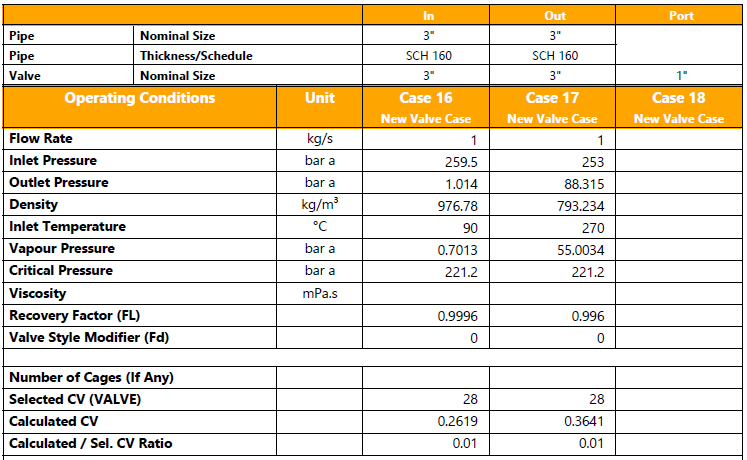 In Out Port
Pipe Nominal Size 3" 3"
Pipe Thickness/Schedule SCH 160 SCH 160
Valve Nominal Size 3" 3" 1"
Operating Conditions Unit Case 16 Case 17 Case 18
New Valve Case New Valve Case New Valve Case
Flow Rate kg/s 1 1
Inlet Pressure bar a 259.5 253
Outlet Pressure bar a 1.014 88.315
Density kg/m³ 976.78 793.234
Inlet Temperature °C 90 270
Vapour Pressure bar a 0.7013 55.0034
Critical Pressure bar a 221.2 221.2
Viscosity mPa.s
Recovery Factor (FL) 0.9996 0.996
Valve Style Modifier (Fd) 0 0
Number of Cages (If Any)
Selected CV (VALVE) 28 28
Calculated CV 0.2619 0.3641
Calculated / Sel. CV Ratio 0.01 0.01